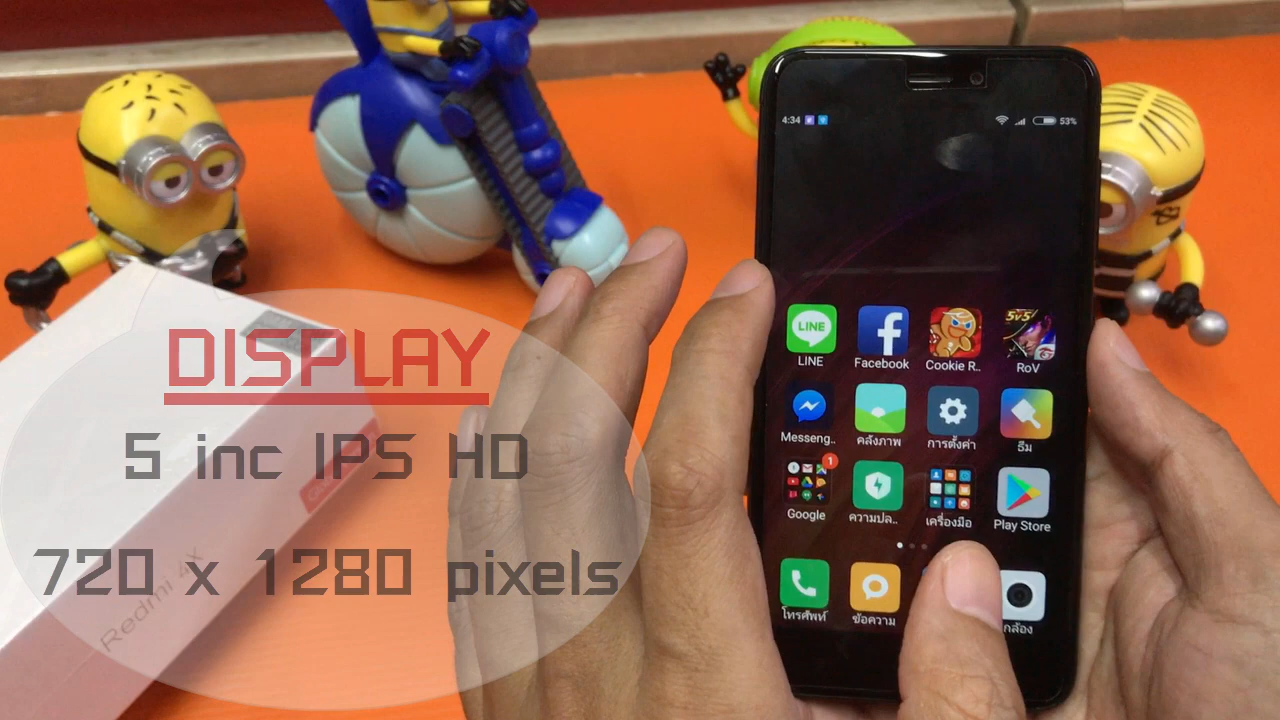 4:34
53%
LINE
LINE
Facebook
5v5
Cookie R..
RoV
Messeng..
คลังภาพ
การตั้งค่า
ธีม
1
Google
ความปล..
เครื่องมือ
Play Store
โทรศัพท์
ข้อความ
กล้อง
DISPLAY
5 inc IPS HD
720 x 1280 pixels
Redmi 4X